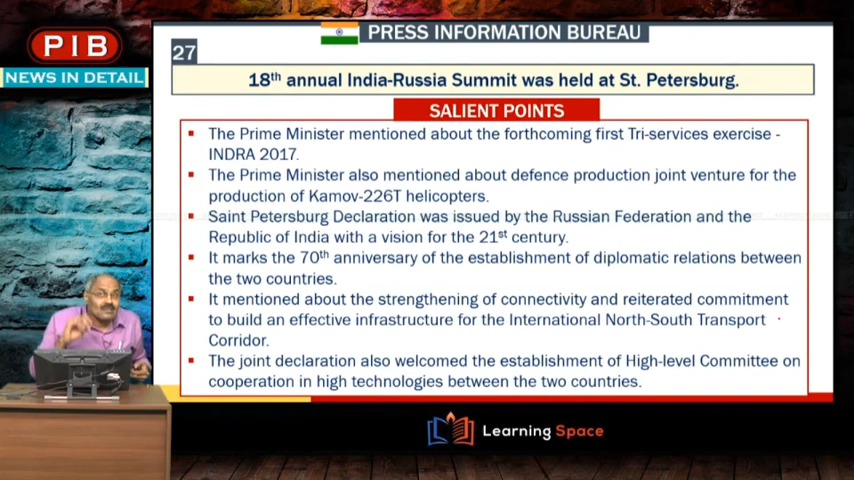 PIB
NEWS IN DETAIL
PRESS INFORMATION BUREAU
27
18th annual India-Russia Summit was held at St. Petersburg.
SALIENT POINTS
▪ The Prime Minister mentioned about the forthcoming first Tri-services exercise -
INDRA 2017.
▪ The Prime Minister also mentioned about defence production joint venture for the
production of Kamov-226T helicopters.
▪ Saint Petersburg Declaration was issued by the Russian Federation and the
Republic of India with a vision for the 21st century.
▪ It marks the 70th anniversary of the establishment of diplomatic relations between
the two countries.
▪ It mentioned about the strengthening of connectivity and reiterated commitment
to build an effective infrastructure for the International North-South Transport
Corridor.
▪ The joint declaration also welcomed the establishment of High-level Committee on
cooperation in high technologies between the two countries.
Learning Space